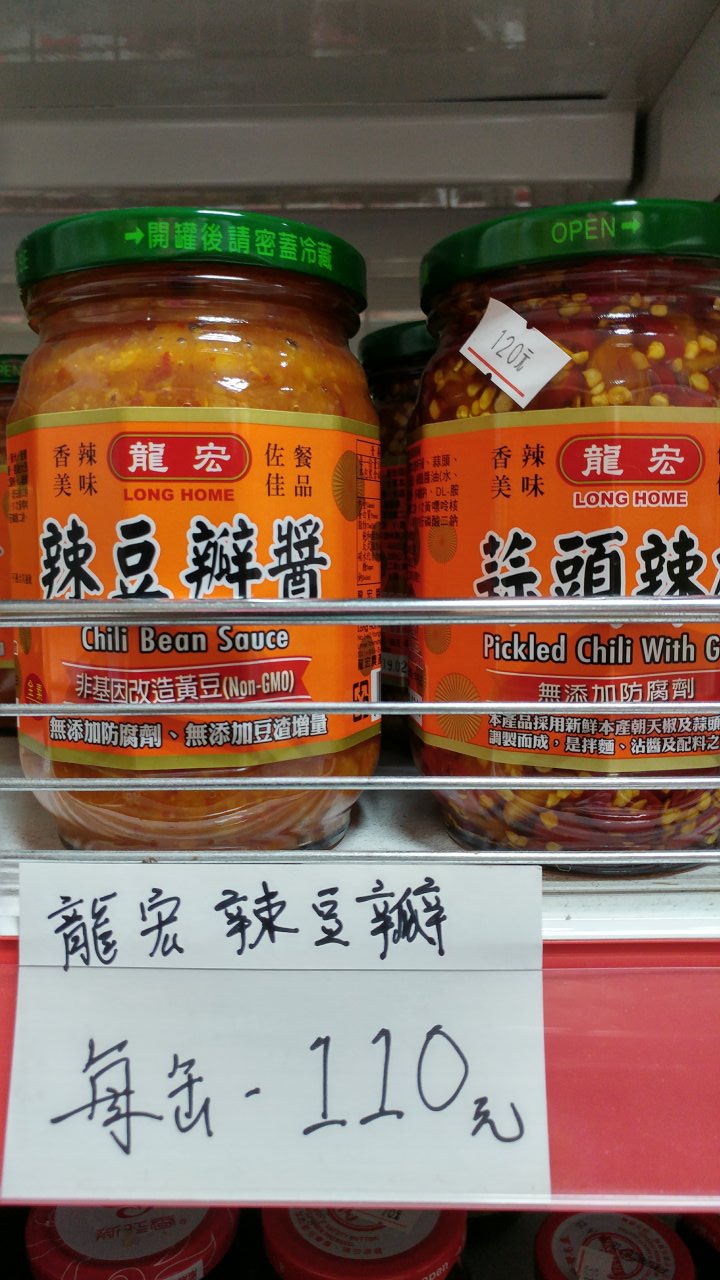 →開罐後請密蓋冷藏
香辣
美味
龍宏
LONG HOME
佐餐
佳品
辣豆瓣醬
Chili Bean Sauce
非基因改造黃豆(Non-GMO)
無添加防腐劑、無添加豆渣增量
OPEN→
120元
香辣
美味
龍宏
LONG HOME
蒜頭辣
Pickled Chili With G
無添加防腐劑
本產品採用新鮮本產朝天椒及蒜頭
調製而成，是拌麵、沾醬及配料之
龍宏辣豆瓣
每缶-110元